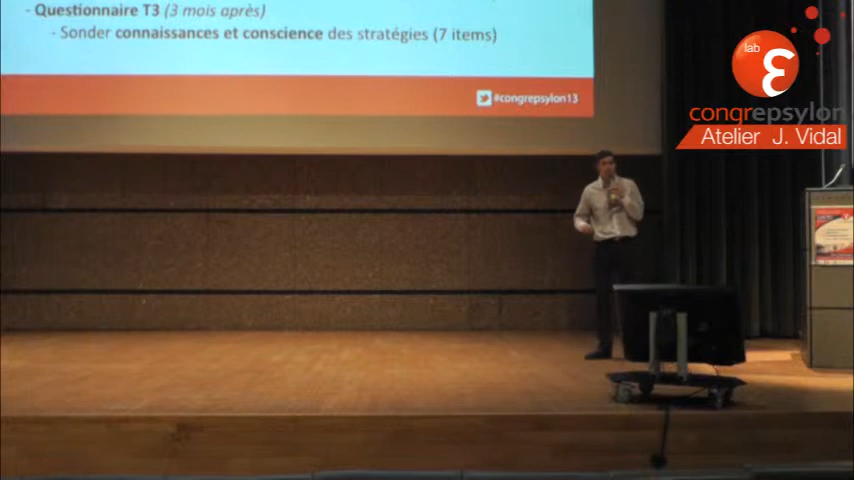 - Questionnaire T3 (3 mois après)
- Sonder connaissances et conscience des stratégies (7 items)
#congrepsylon13
lab
ε
congrepsylon
Atelier J. Vidal